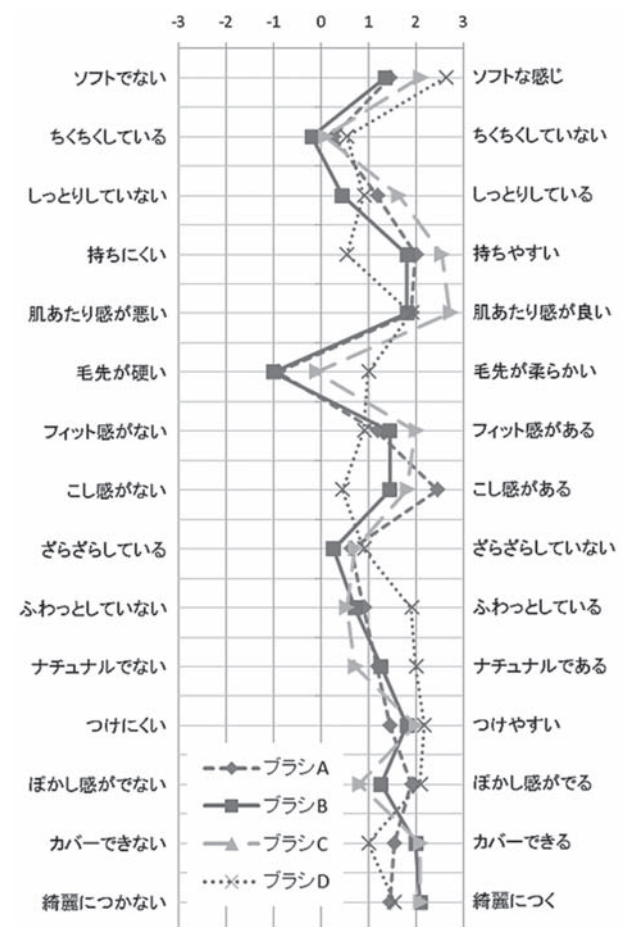 -3 -2 -1 0 1 2 3
ソフトでない ソフトな感じ
ちくちくしている ちくちくしていない
しっとりしていない しっとりしている
持ちにくい 持ちやすい
肌あたり感が悪い 肌あたり感が良い
毛先が硬い 毛先が柔らかい
フィット感がない フィット感がある
こし感がない こし感がある
ざらざらしている ざらざらしていない
ふわっとしていない ふわっとしている
ナチュナルでない ナチュナルである
つけにくい つけやすい
ブラシA
ぼかし感がでない ぼかし感がでる
ブラシB
カバーできない ブラシC カバーできる
ブラシD
綺麗につかない 綺麗につく
-3 -2 -1 0 1 2 3